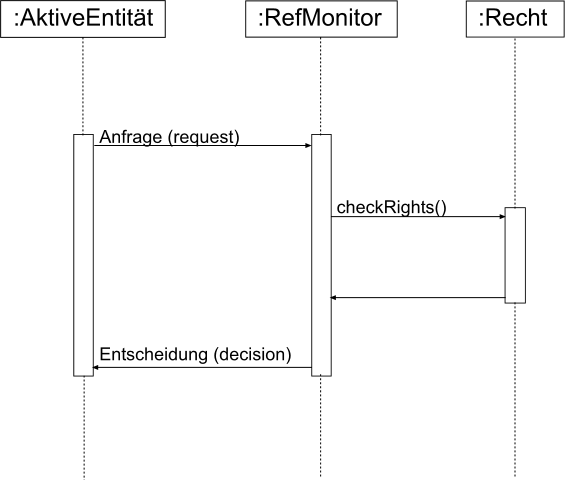 :AktiveEntität
:RefMonitor
:Recht
Anfrage (request)
checkRights()
Entscheidung (decision)